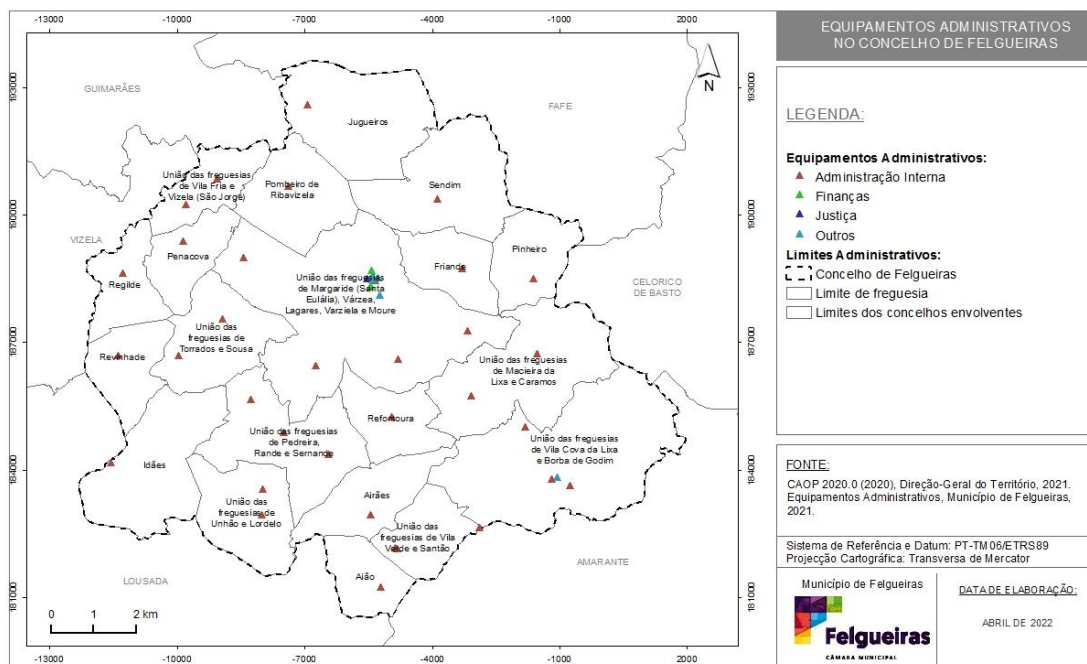 -13000
-10000
-7000
-4000
-1000
2000
193000
190000
187000
184000
181000
193000
190000
187000
184000
181000
GUIMARÃES
FAFE
VIZELA
CELORICO
DE BASTO
LOUSADA
AMARANTE
Jugueiros
União das freguesias
de Vila Fria e
Vizela (São Jorge)
Pombeiro de
Ribavizela
Sendim
Penacova
Regilde
Friande
Pinheiro
União das freguesias
de Margaride (Santa
Eulália), Várzea,
Lagares, Varziela e Moure
União das
freguesias de
Torrados e Sousa
Revinhade
União das freguesias
de Macieira da
Lixa e Caramos
Refontoura
União das freguesias
de Pedreira,
Rande e Sernande
União das freguesias
de Vila Cova da Lixa
e Borba de Godim
Idães
União das
freguesias de
Unhão e Lordelo
Airães
União das
freguesias de Vila
Verde e Santão
Aião
0 1 2 km
N
-13000
-10000
-7000
-4000
-1000
2000
EQUIPAMENTOS ADMINISTRATIVOS
NO CONCELHO DE FELGUEIRAS
LEGENDA:
Equipamentos Administrativos:
Administração Interna
Finanças
Justiça
Outros
Limites Administrativos:
Concelho de Felgueiras
Limite de freguesia
Limites dos concelhos envolventes
FONTE:
CAOP 2020.0 (2020), Direção-Geral do Território, 2021.
Equipamentos Administrativos, Município de Felgueiras,
2021.
Sistema de Referência e Datum: PT-TM06/ETRS89
Projecção Cartográfica: Transversa de Mercator
Município de Felgueiras
Felgueiras
CÂMARA MUNICIPAL
DATA DE ELABORAÇÃO:
ABRIL DE 2022